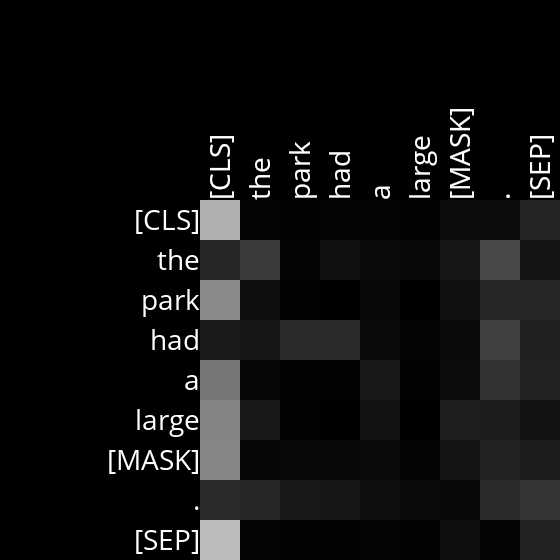 [CLS] the park had a large [MASK] . [SEP]
[CLS]
the
park
had
a
large
[MASK]
.
[SEP]